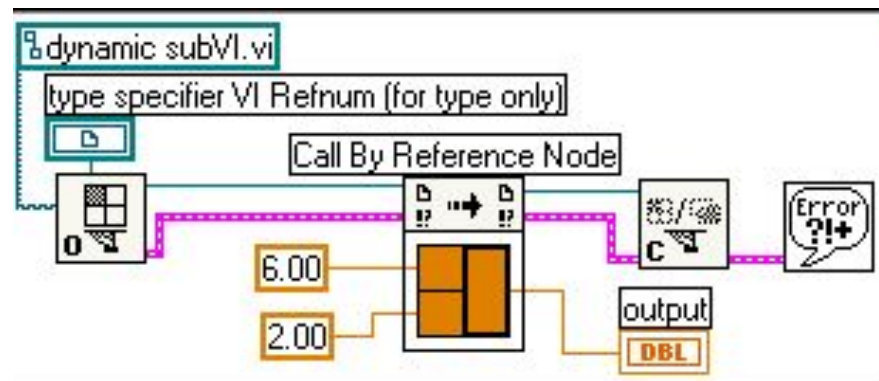 dynamic subVI.vi
type specifier VI Refnum (for type only)
Call By Reference Node
!?
!?
O
C
Error
?!+
6.00
2.00
output
DBL